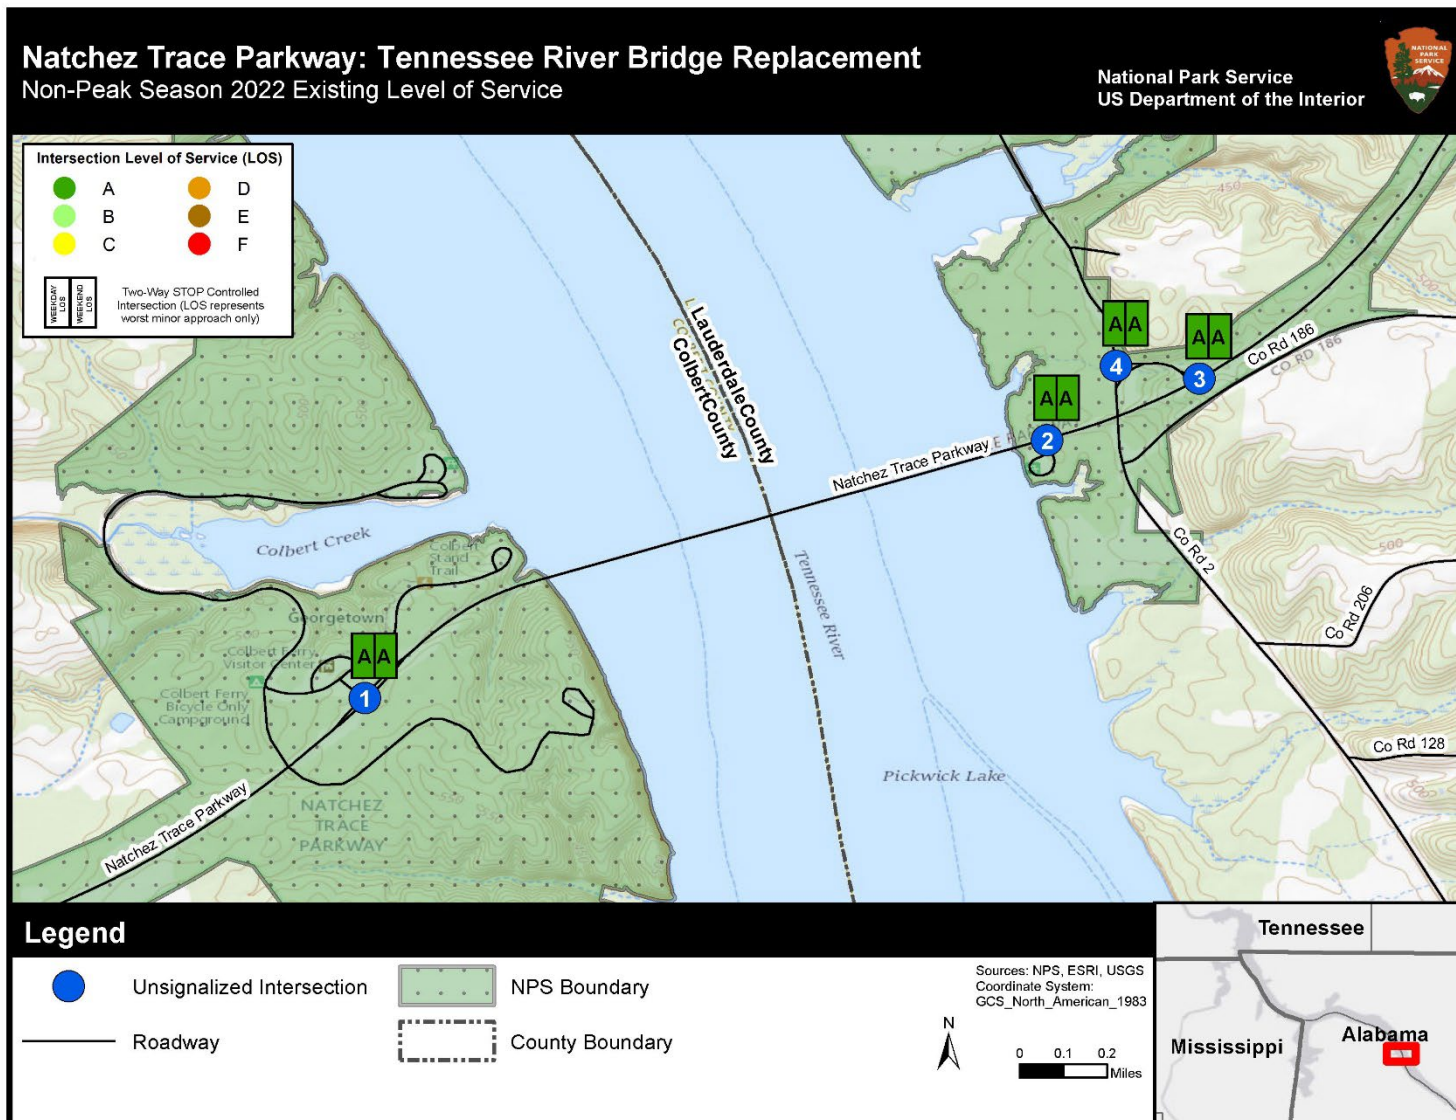 Natchez Trace Parkway: Tennessee River Bridge Replacement
Non-Peak Season 2022 Existing Level of Service
National Park Service
US Department of the Interior
NATIONAL
PARK
SERVICE
Intersection Level of Service (LOS)
A
D
B
E
C
F
WEEKDAY
LOS
WEEKEND
LOS
Two-Way STOP Controlled
Intersection (LOS represents
worst minor approach only)
450
500
Lauderdale County
Colbert County
A A
4
A A
3
Co Rd 186
CO RD 186
A A
2
Natchez Trace Parkway
Colbert Creek
Colbert
Stand
Trail
Tennessee River
Co Rd 2
500
Co Rd 206
Georgetown
Colbert Ferry
Visitor Center
A A
1
Colbert Ferry
Bicycle Only
Campground
Co Rd 128
Pickwick Lake
500
550
NATCHEZ
TRACE
PARKWAY
Natchez Trace Parkway
Legend
Unsignalized Intersection
NPS Boundary
Roadway
County Boundary
Sources: NPS, ESRI, USGS
Coordinate System:
GCS_North_American_1983
N
0 0.1 0.2
Miles
Tennessee
Mississippi
Alabama